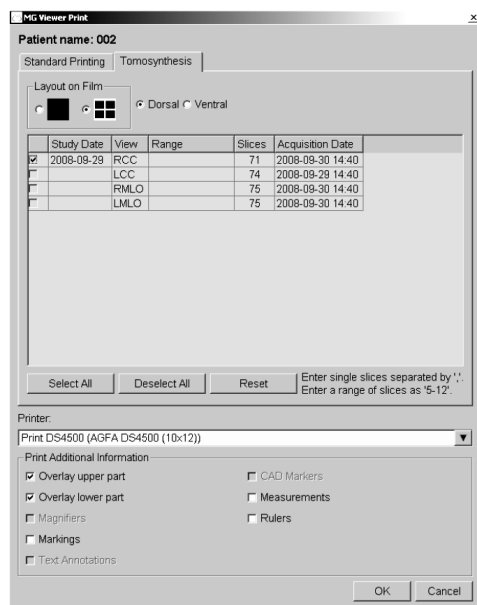 MG Viewer Print
Patient name: 002
Standard Printing Tomosynthesis
Layout on Film
Dorsal Ventral
Study Date View Range Slices Acquisition Date
2008-09-29 RCC 71 2008-09-30 14:40
LCC 74 2008-09-29 14:40
RMLO 75 2008-09-30 14:40
LMLO 75 2008-09-30 14:40
Select All Deselect All Reset Enter single slices separated by ','.
Enter a range of slices as '5-12'.
Printer:
Print DS4500 (AGFA DS4500 (10x12))
Print Additional Information
Overlay upper part CAD Markers
Overlay lower part Measurements
Magnifiers Rulers
Markings
Text Annotations
OK Cancel